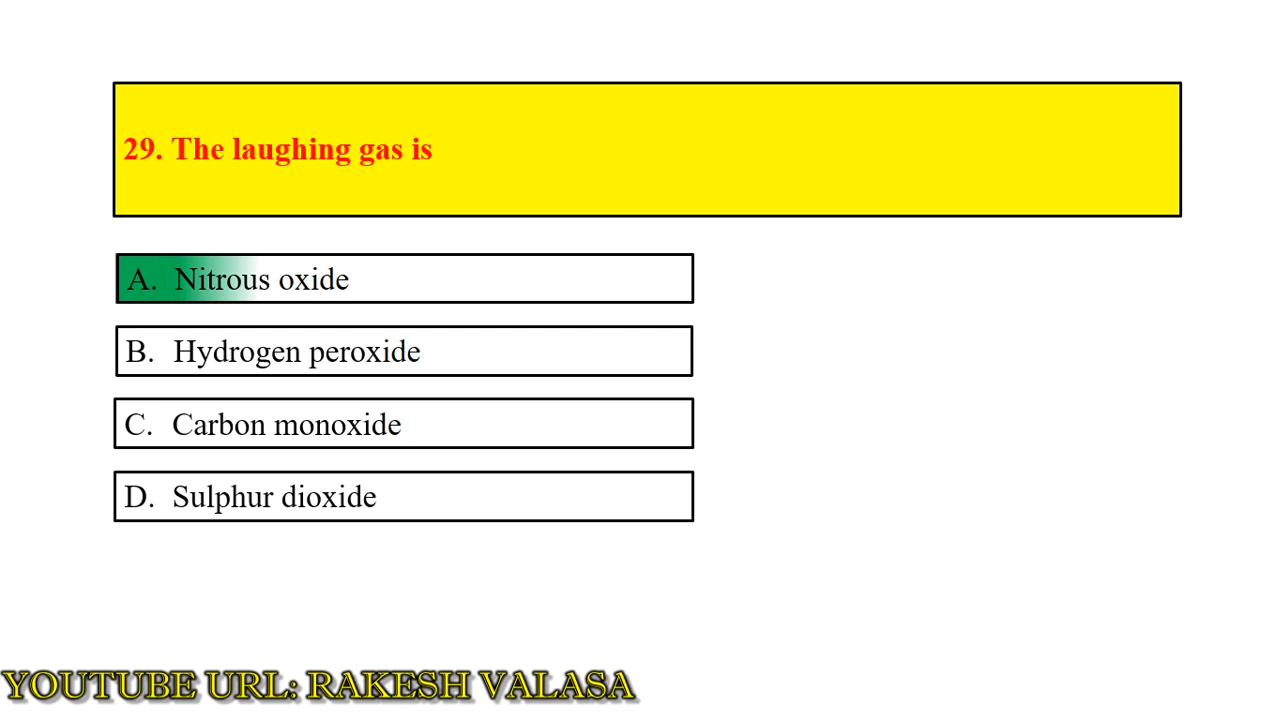 29. The laughing gas is
A. Nitrous oxide
B. Hydrogen peroxide
C. Carbon monoxide
D. Sulphur dioxide
YOUTUBE URL: RAKESH VALASA